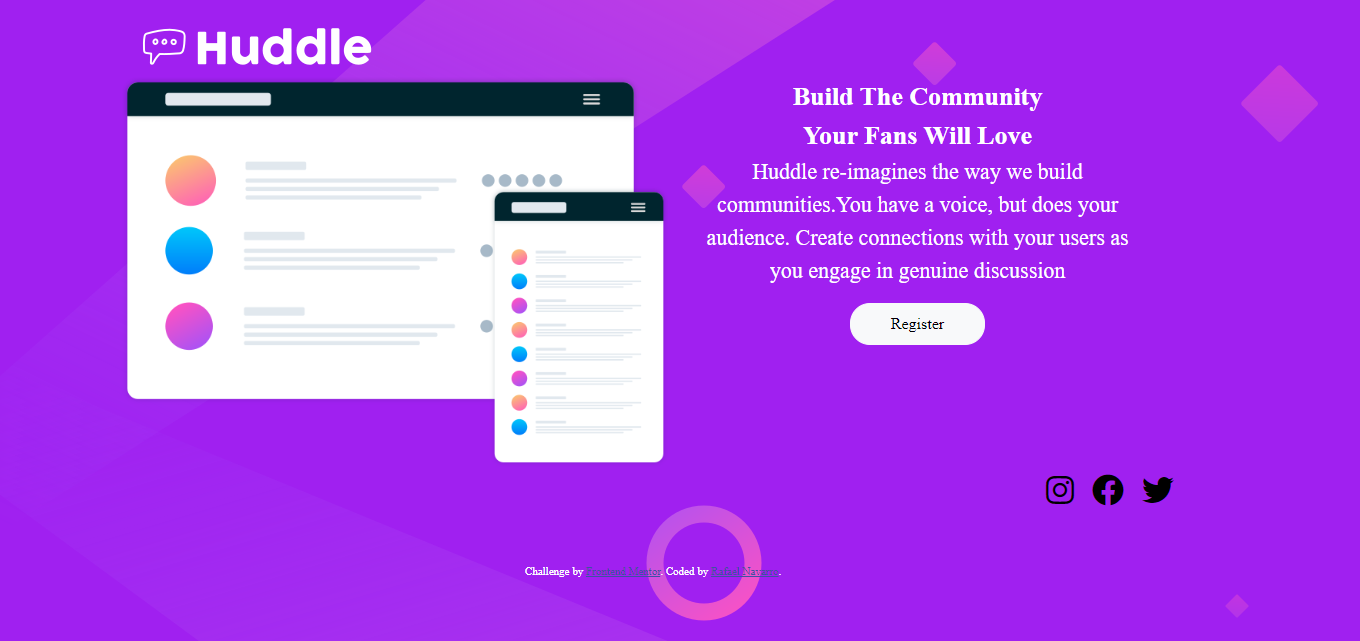 Huddle
Build The Community
Your Fans Will Love
Huddle re-imagines the way we build
communities.You have a voice, but does your
audience. Create connections with your users as
you engage in genuine discussion
Register
Challenge by Frontend Mentor. Coded by Rafael Navarro.